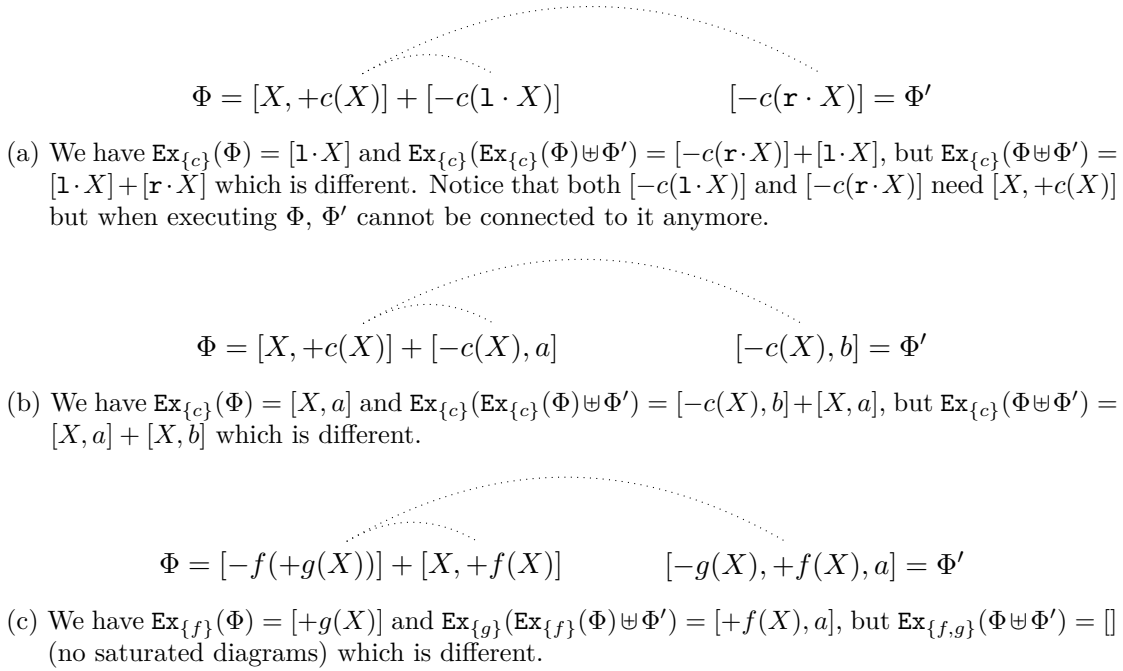 Φ = [X, +c(X)] + [−c(l · X)] [−c(r · X)] = Φ′
(a) We have Ex{c}(Φ) = [l·X] and Ex{c}(Ex{c}(Φ)⊎Φ′) = [−c(r·X)]+[l·X], but Ex{c}(Φ⊎Φ′) =
[l·X]+[r·X] which is different. Notice that both [−c(l·X)] and [−c(r·X)] need [X, +c(X)]
but when executing Φ, Φ′ cannot be connected to it anymore.
Φ = [X, +c(X)] + [−c(X), a] [−c(X), b] = Φ′
(b) We have Ex{c}(Φ) = [X, a] and Ex{c}(Ex{c}(Φ)⊎Φ′) = [−c(X), b]+[X, a], but Ex{c}(Φ⊎Φ′) =
[X, a] + [X, b] which is different.
Φ = [−f(+g(X))] + [X, +f(X)] [−g(X), +f(X), a] = Φ′
(c) We have Ex{f}(Φ) = [+g(X)] and Ex{g}(Ex{f}(Φ)⊎Φ′) = [+f(X), a], but Ex{f,g}(Φ⊎Φ′) = []
(no saturated diagrams) which is different.